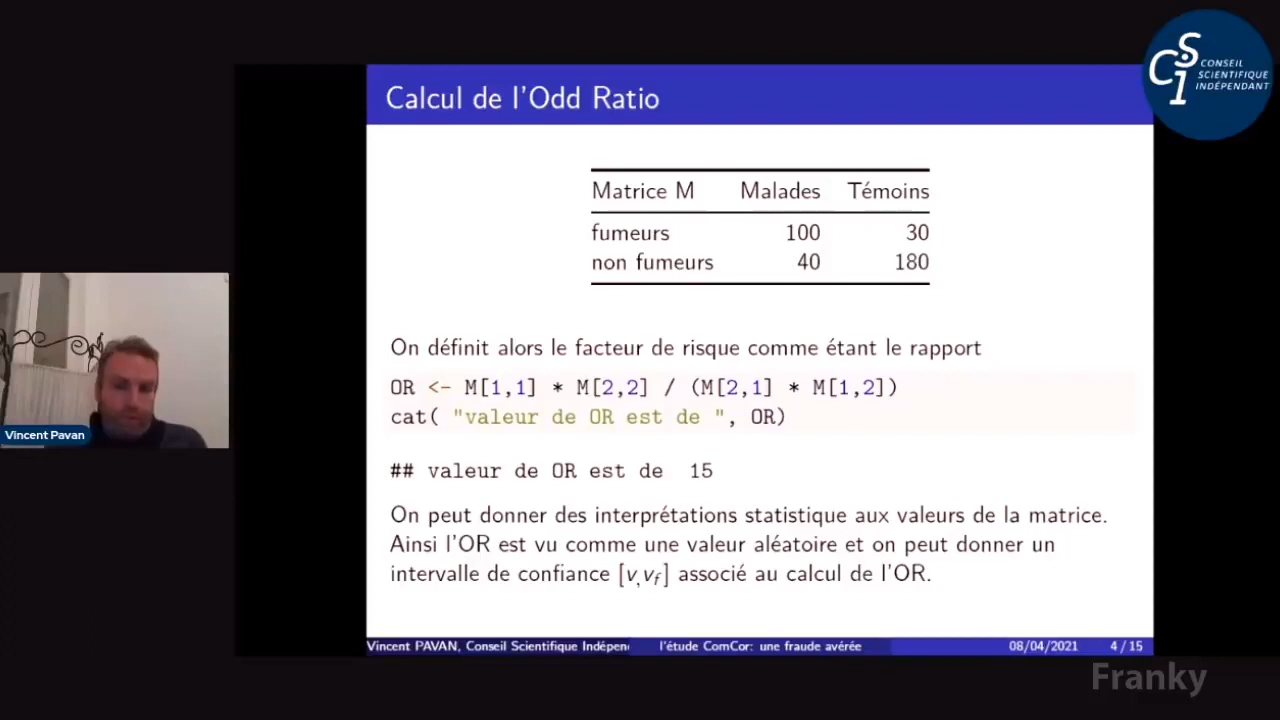 Calcul de l'Odd Ratio
CONSEIL
SCIENTIFIQUE
INDÉPENDANT
CSI
Matrice M Malades Témoins
fumeurs 100 30
non fumeurs 40 180
On définit alors le facteur de risque comme étant le rapport
OR <- M[1,1] * M[2,2] / (M[2,1] * M[1,2])
cat( "valeur de OR est de ", OR)
## valeur de OR est de  15
On peut donner des interprétations statistique aux valeurs de la matrice.
Ainsi l'OR est vu comme une valeur aléatoire et on peut donner un
intervalle de confiance [v,vf] associé au calcul de l'OR.
Vincent Pavan
Vincent PAVAN, Conseil Scientifique Indépen l'étude ComCor: une fraude avérée 08/04/2021 4 / 15
Franky